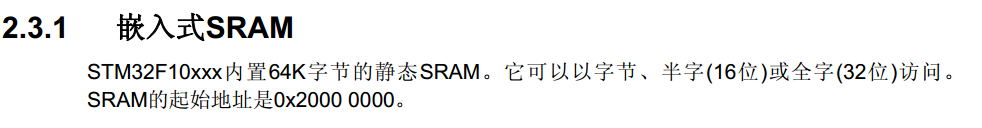 2.3.1 嵌入式SRAM
STM32F10xxx内置64K字节的静态SRAM。它可以以字节、半字(16位)或全字(32位)访问。
SRAM的起始地址是0x2000 0000。